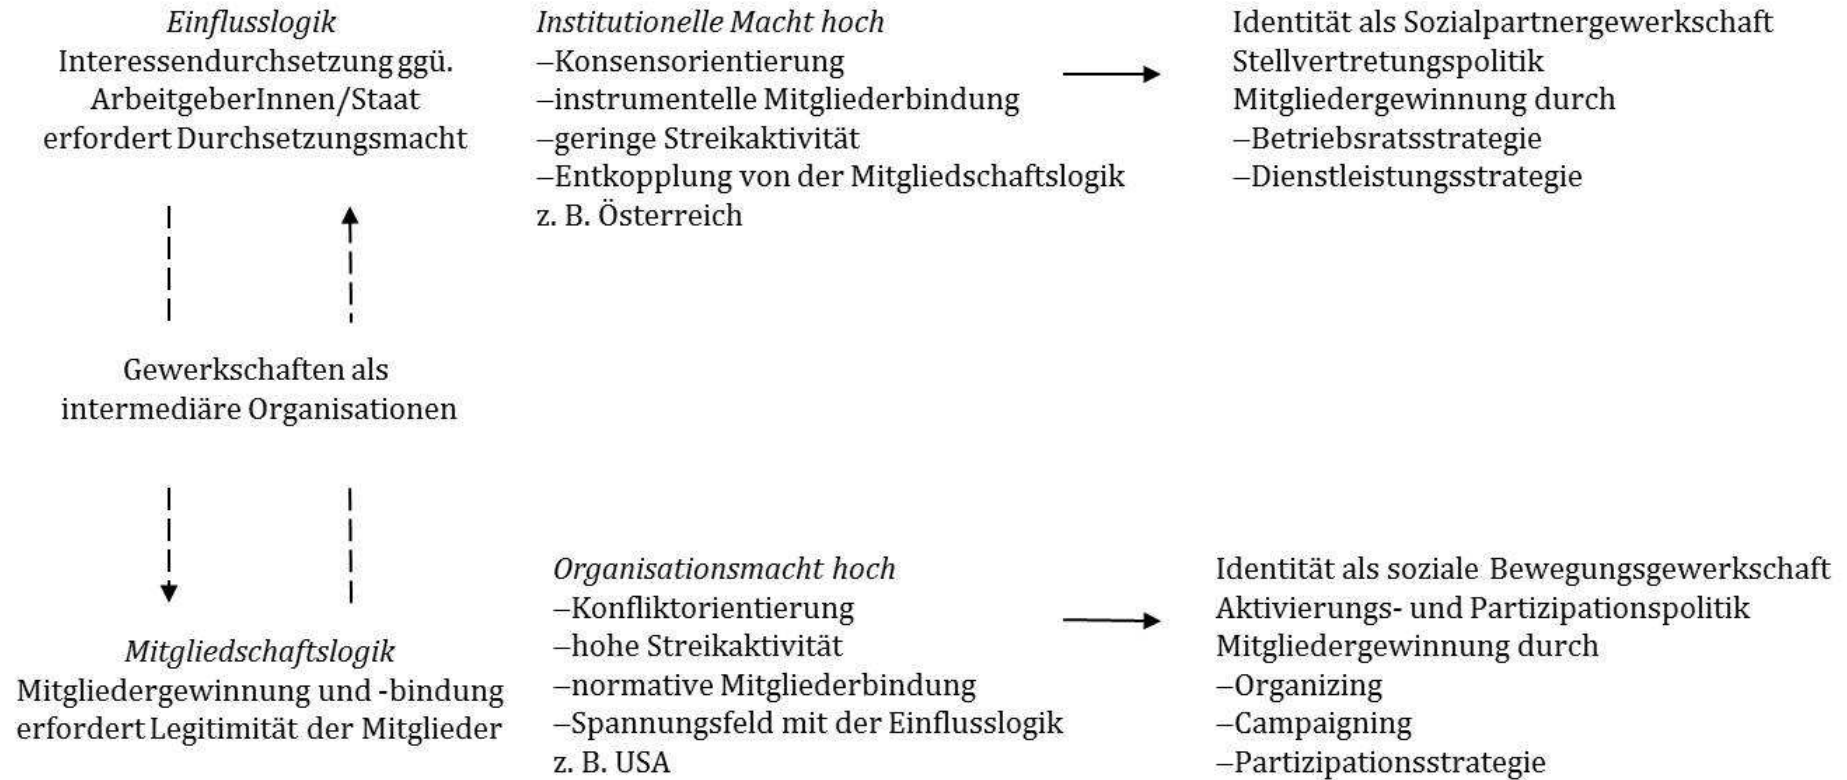 Einflusslogik
Interessendurchsetzung ggü.
ArbeitgeberInnen/Staat
erfordert Durchsetzungsmacht
Institutionelle Macht hoch
–Konsensorientierung
–instrumentelle Mitgliederbindung
–geringe Streikaktivität
–Entkopplung von der Mitgliedschaftslogik
z. B. Österreich
Identität als Sozialpartnergewerkschaft
Stellvertretungspolitik
Mitgliedergewinnung durch
–Betriebsratsstrategie
–Dienstleistungsstrategie
Gewerkschaften als
intermediäre Organisationen
Mitgliedschaftslogik
Mitgliedergewinnung und -bindung
erfordert Legitimität der Mitglieder
Organisationsmacht hoch
–Konfliktorientierung
–hohe Streikaktivität
–normative Mitgliederbindung
–Spannungsfeld mit der Einflusslogik
z. B. USA
Identität als soziale Bewegungsgewerkschaft
Aktivierungs- und Partizipationspolitik
Mitgliedergewinnung durch
–Organizing
–Campaigning
–Partizipationsstrategie